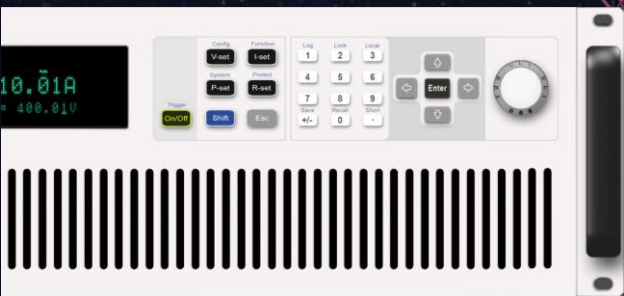 10.01A
= 400.01V
Config Function
V-set I-set
System Protect
P-set R-set
Trigger
On/Off Shift Esc
Log Lock Local
1 2 3
4 5 6
7 8 9
Save Recall Short
+/- 0 .
Enter